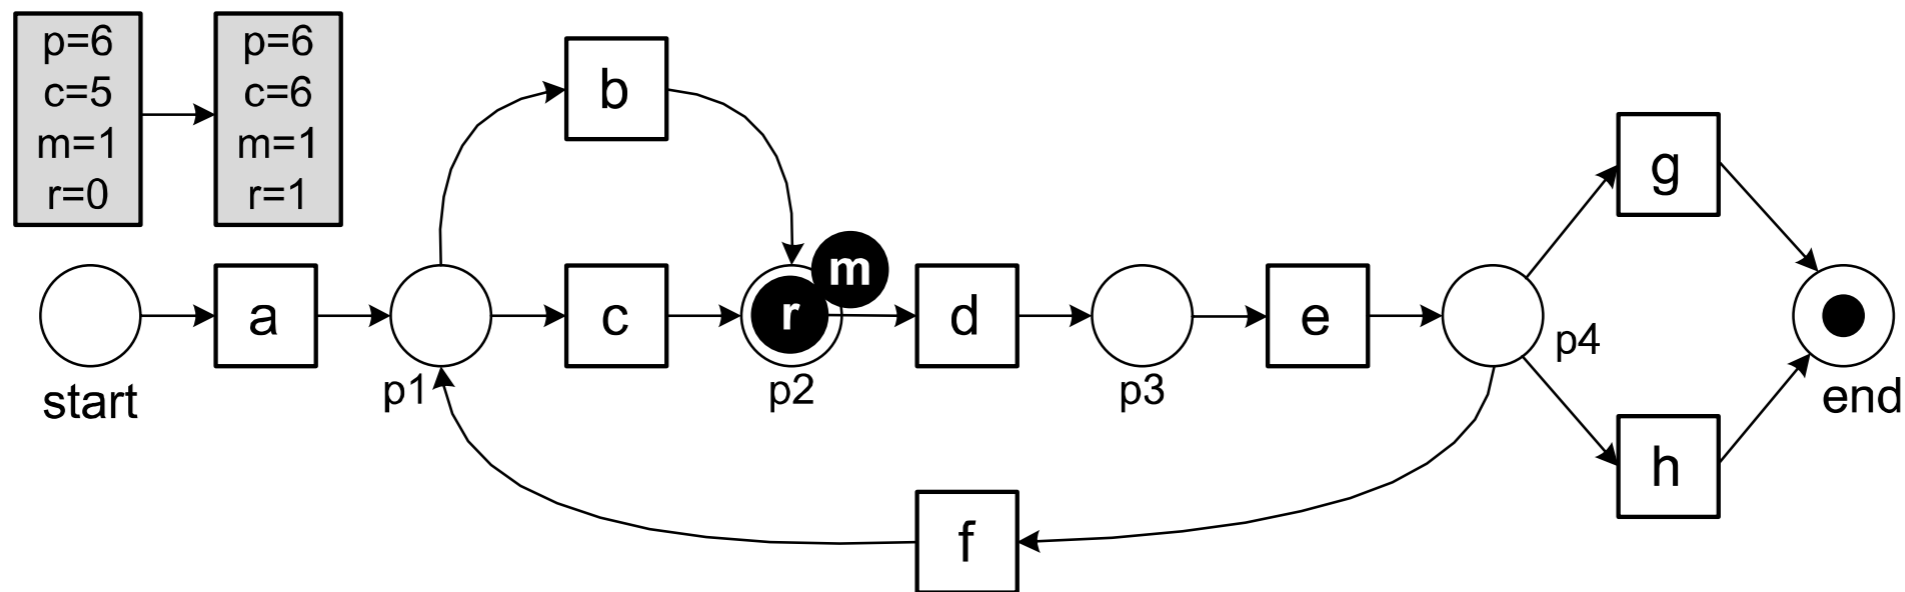 p=6
c=5
m=1
r=0
p=6
c=6
m=1
r=1
b
g
m
a
c
r
d
e
p4
start
p1
p2
p3
end
h
f